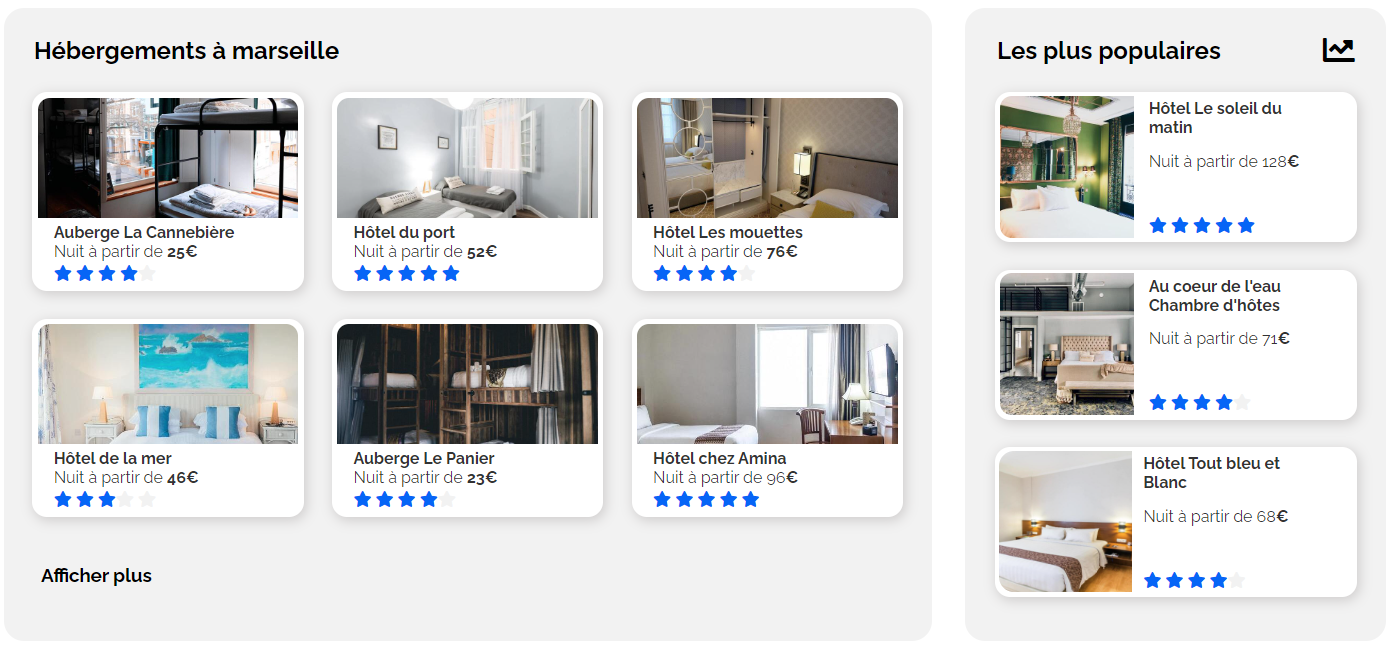 Hébergements à marseille
Auberge La Cannebière
Nuit à partir de 25€
Hôtel du port
Nuit à partir de 52€
Hôtel Les mouettes
Nuit à partir de 76€
Hôtel de la mer
Nuit à partir de 46€
Auberge Le Panier
Nuit à partir de 23€
Hôtel chez Amina
Nuit à partir de 96€
Afficher plus
Les plus populaires
Hôtel Le soleil du
matin
Nuit à partir de 128€
Au coeur de l'eau
Chambre d'hôtes
Nuit à partir de 71€
Hôtel Tout bleu et
Blanc
Nuit à partir de 68€